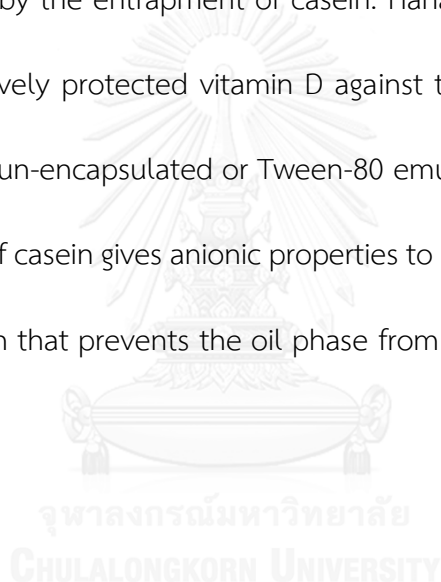 by the entrapment of casein. Hana
vely protected vitamin D against t
un-encapsulated or Tween-80 emu
f casein gives anionic properties to
n that prevents the oil phase from
จุฬาลงกรณ์มหาวิทยาลัย
CHULALONGKORN UNIVERSITY